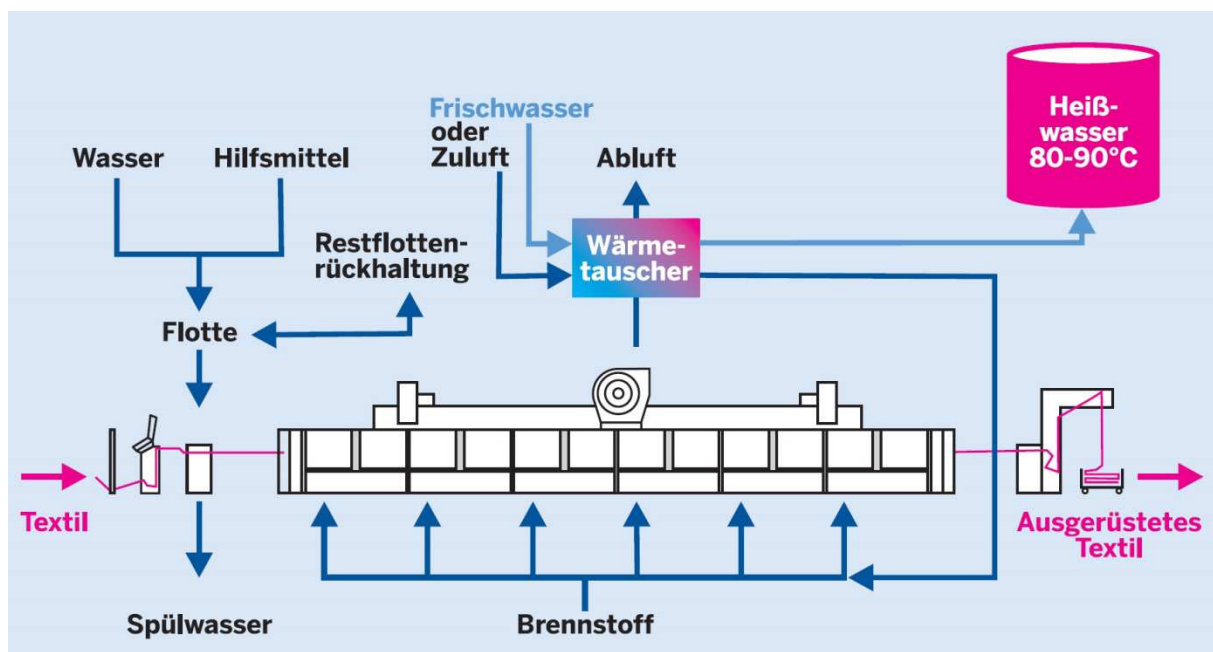 Frischwasser
oder
Zuluft
Heiß-
wasser
80-90°C
Wasser
Hilfsmittel
Abluft
Restflotten-
rückhaltung
Wärme-
tauscher
Flotte
Textil
Ausgerüstetes
Textil
Spülwasser
Brennstoff